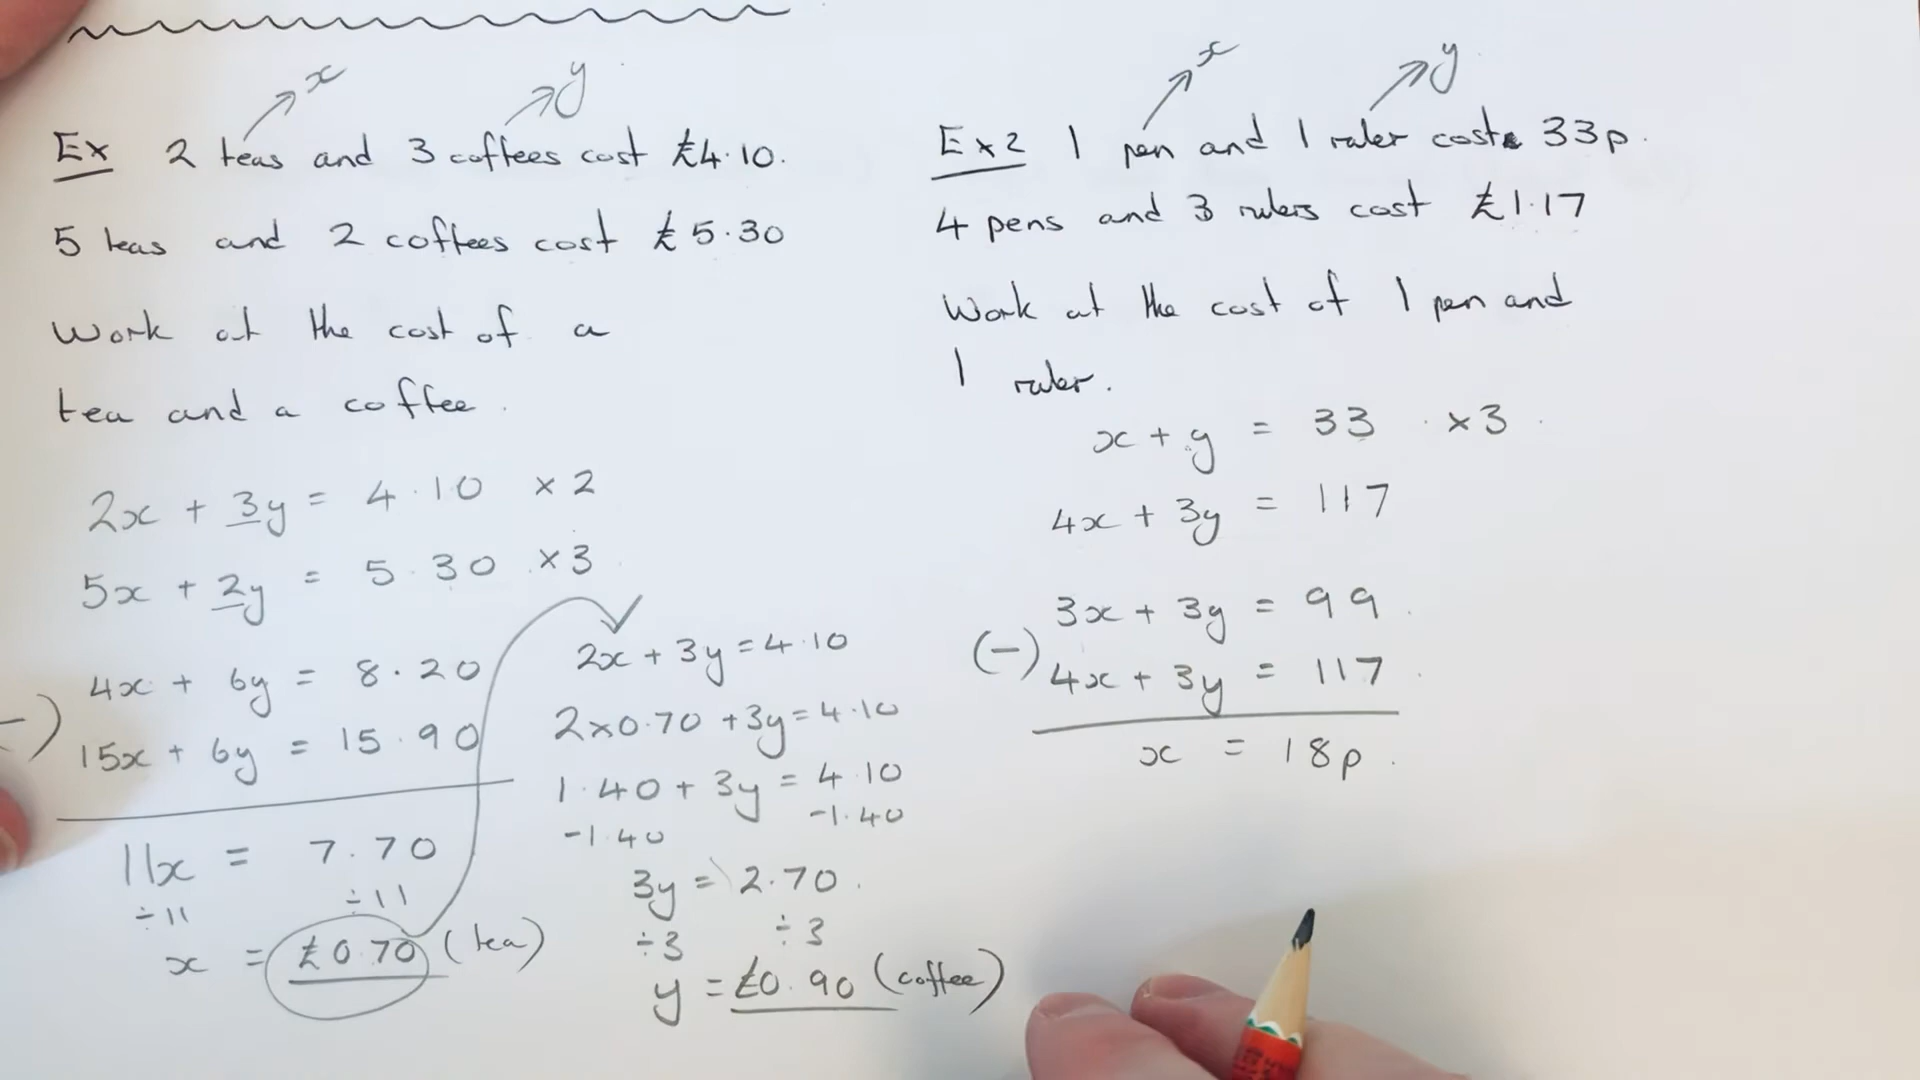 x
y
Ex 2 teas and 3 coffees cost £4.10.
5 teas and 2 coffees cost £5.30
Work out the cost of a
tea and a coffee.
2x + 3y = 4.10 ×2
5x + 2y = 5.30 ×3
4x + 6y = 8.20
(-)
15x + 6y = 15.90
11x = 7.70
÷11 ÷11
x = £0.70 (tea)
2x + 3y = 4.10
2×0.70 + 3y = 4.10
1.40 + 3y = 4.10
-1.40 -1.40
3y = 2.70
÷3 ÷3
y = £0.90 (coffee)
x
y
Ex2 1 pen and 1 ruler costs 33p.
4 pens and 3 rulers cost £1.17
Work out the cost of 1 pen and
1 ruler.
x + y = 33 ×3
4x + 3y = 117
3x + 3y = 99
(-)
4x + 3y = 117
x = 18p.